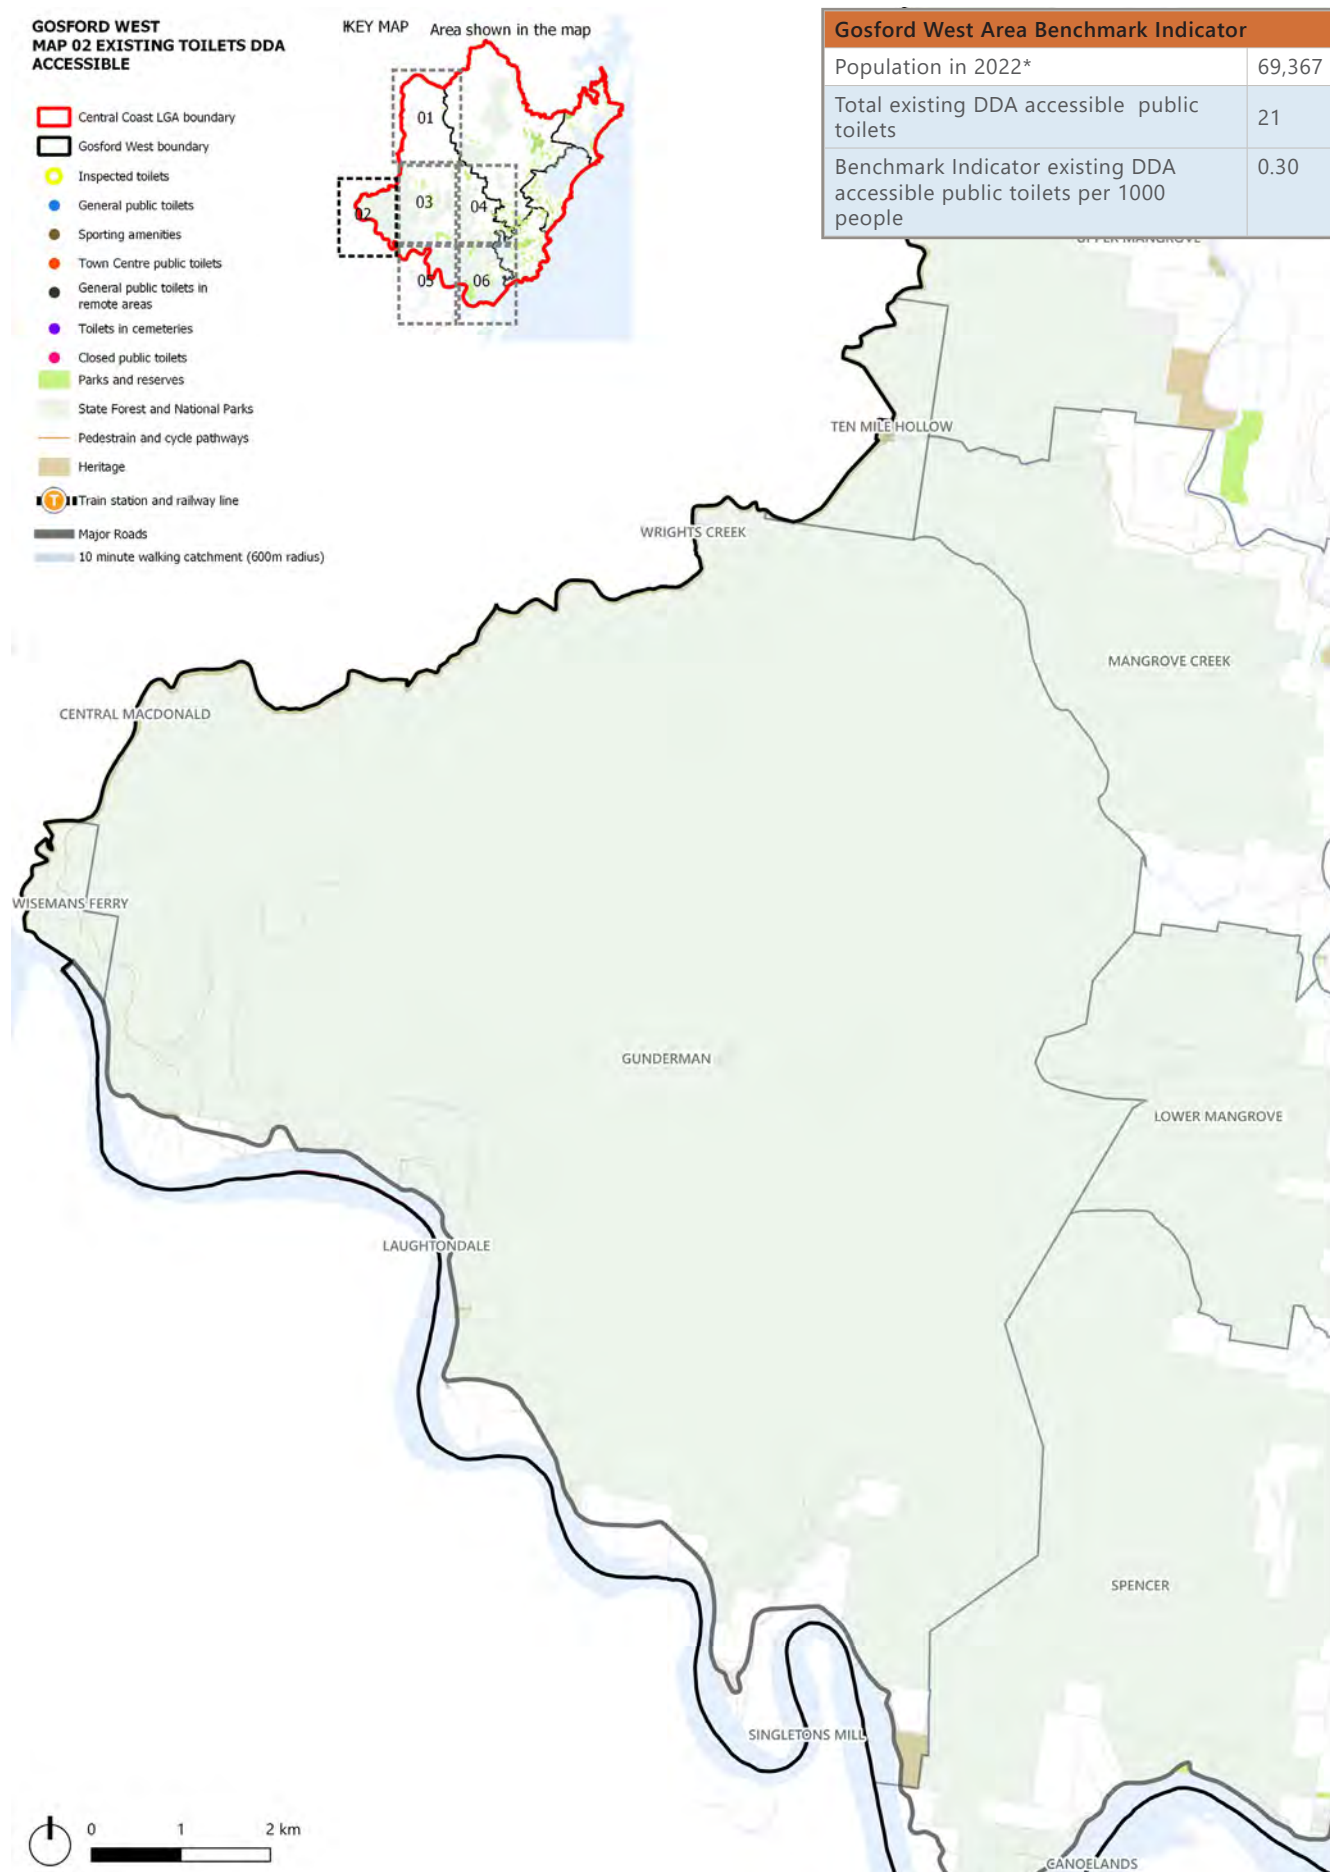 GOSFORD WEST
MAP 02 EXISTING TOILETS DDA
ACCESSIBLE
Central Coast LGA boundary
Gosford West boundary
Inspected toilets
General public toilets
Sporting amenities
Town Centre public toilets
General public toilets in
remote areas
Toilets in cemeteries
Closed public toilets
Parks and reserves
State Forest and National Parks
Pedestrain and cycle pathways
Heritage
T Train station and railway line
Major Roads
10 minute walking catchment (600m radius)
KEY MAP Area shown in the map
01
02
03
04
05
06
Gosford West Area Benchmark Indicator
Population in 2022* 69,367
Total existing DDA accessible public
toilets 21
Benchmark Indicator existing DDA 0.30
accessible public toilets per 1000
people
UPPER MANGROVE
TEN MILE HOLLOW
WRIGHTS CREEK
MANGROVE CREEK
CENTRAL MACDONALD
WISEMANS FERRY
GUNDERMAN
LOWER MANGROVE
LAUGHTONDALE
SPENCER
SINGLETONS MILL
CANOELANDS
0 1 2 km